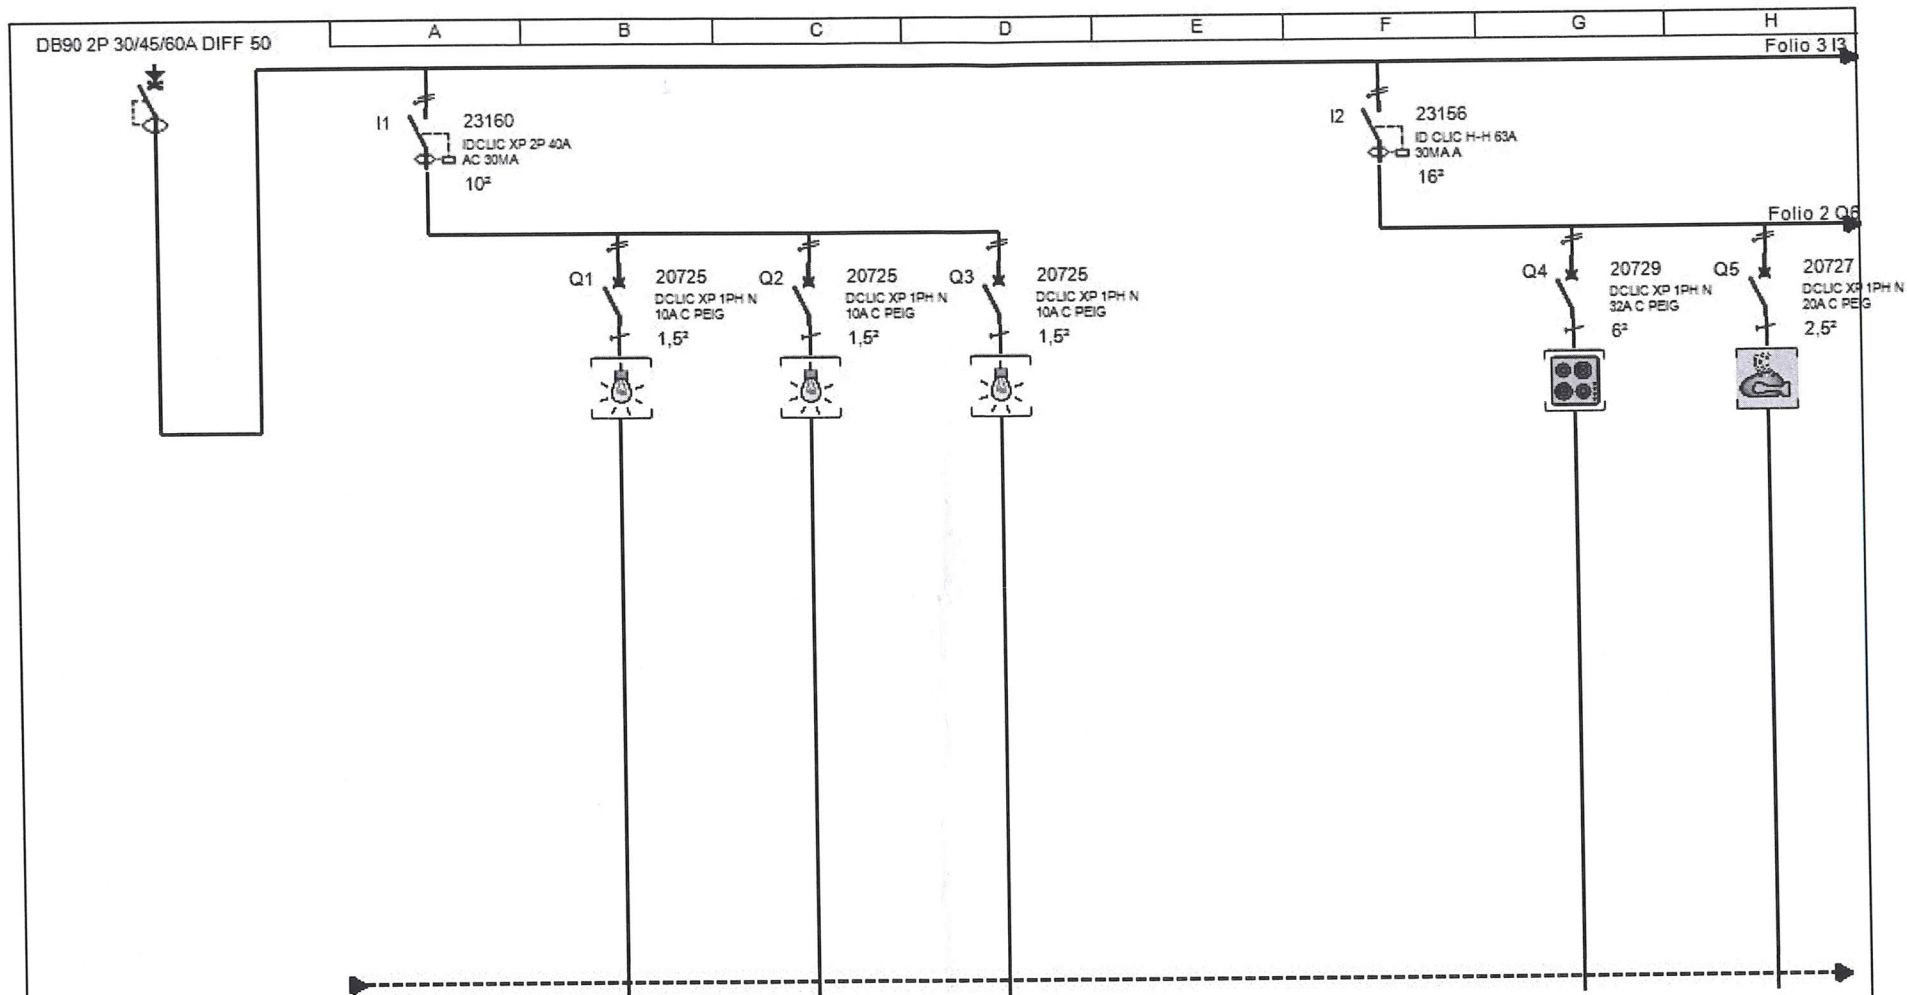 DB90 2P 30/45/60A DIFF 50
A
B
C
D
E
F
G
H
Folio 3 I3
I1
23160
IDCLIC XP 2P 40A
AC 30MA
10²
I2
23156
ID CLIC H-H 63A
30MA A
16²
Folio 2 Q6
Q1
20725
DCLIC XP 1PH N
10A C PEIG
1,5²
Q2
20725
DCLIC XP 1PH N
10A C PEIG
1,5²
Q3
20725
DCLIC XP 1PH N
10A C PEIG
1,5²
Q4
20729
DCLIC XP 1PH N
32A C PEIG
6²
Q5
20727
DCLIC XP 1PH N
20A C PEIG
2,5²